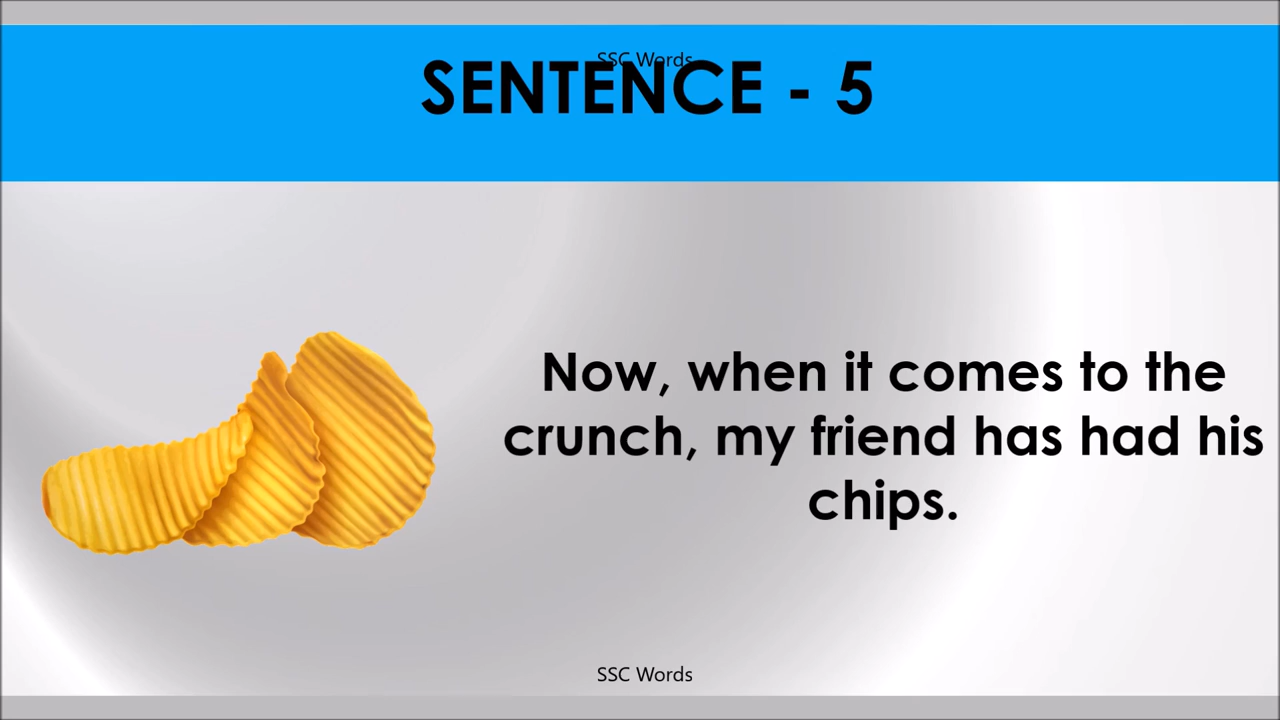 SSC Words
SENTENCE - 5
Now, when it comes to the
crunch, my friend has had his
chips.
SSC Words